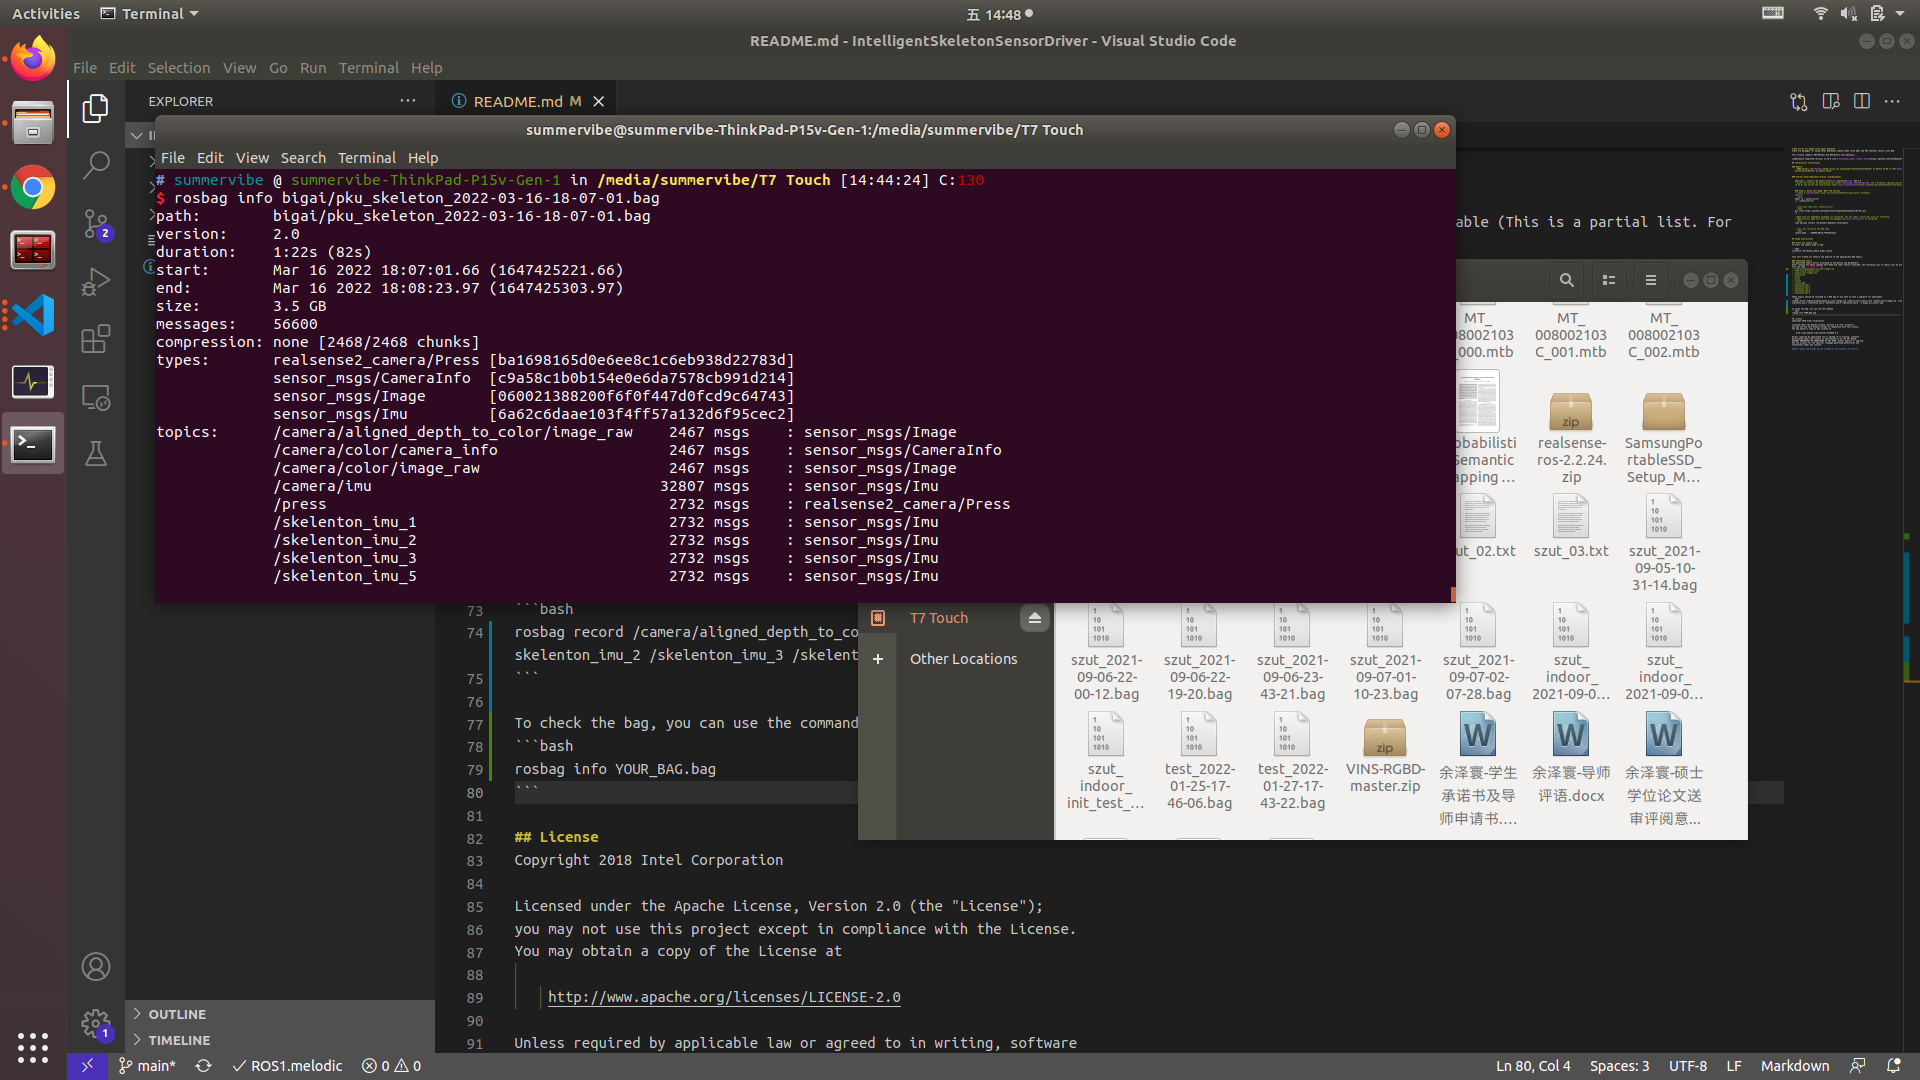 Activities
Terminal
五 14:48
README.md - IntelligentSkeletonSensorDriver - Visual Studio Code
File Edit Selection View Go Run Terminal Help
EXPLORER
README.md M
summervibe@summervibe-ThinkPad-P15v-Gen-1:/media/summervibe/T7 Touch
File Edit View Search Terminal Help
# summervibe @ summervibe-ThinkPad-P15v-Gen-1 in /media/summervibe/T7 Touch [14:44:24] C:130
$ rosbag info bigai/pku_skeleton_2022-03-16-18-07-01.bag
path: bigai/pku_skeleton_2022-03-16-18-07-01.bag
version: 2.0
duration: 1:22s (82s)
start: Mar 16 2022 18:07:01.66 (1647425221.66)
end: Mar 16 2022 18:08:23.97 (1647425303.97)
size: 3.5 GB
messages: 56600
compression: none [2468/2468 chunks]
types: realsense2_camera/Press [ba1698165d0e6ee8c1c6eb938d22783d]
sensor_msgs/CameraInfo [c9a58c1b0b154e0e6da7578cb991d214]
sensor_msgs/Image [060021388200f6f0f447d0fcd9c64743]
sensor_msgs/Imu [6a62c6daae103f4ff57a132d6f95cec2]
topics: /camera/aligned_depth_to_color/image_raw 2467 msgs : sensor_msgs/Image
/camera/color/camera_info 2467 msgs : sensor_msgs/CameraInfo
/camera/color/image_raw 2467 msgs : sensor_msgs/Image
/camera/imu 32807 msgs : sensor_msgs/Imu
/press 2732 msgs : realsense2_camera/Press
/skelenton_imu_1 2732 msgs : sensor_msgs/Imu
/skelenton_imu_2 2732 msgs : sensor_msgs/Imu
/skelenton_imu_3 2732 msgs : sensor_msgs/Imu
/skelenton_imu_5 2732 msgs : sensor_msgs/Imu
able (This is a partial list. For
MT_
008002103
_000.mtb
MT_
008002103
C_001.mtb
MT_
008002103
C_002.mtb
obabilisti
Semantic
apping ...
zip
realsense-
ros-2.2.24.
zip
SamsungPo
rtableSSD_
Setup_M...
ut_02.txt
szut_03.txt
szut_2021-
09-05-10-
31-14.bag
T7 Touch
Other Locations
szut_2021-
09-06-22-
00-12.bag
szut_2021-
09-06-22-
19-20.bag
szut_2021-
09-06-23-
43-21.bag
szut_2021-
09-07-01-
10-23.bag
szut_2021-
09-07-02-
07-28.bag
szut_
indoor_
2021-09-0...
szut_
indoor_
2021-09-0...
szut_
indoor_
init_test_...
test_2022-
01-25-17-
46-06.bag
test_2022-
01-27-17-
43-22.bag
zip
VINS-RGBD-
master.zip
余泽寰-学生
承诺书及导
师申请书....
余泽寰-导师
评语.docx
余泽寰-硕士
学位论文送
审评阅意...
73 ```bash
74 rosbag record /camera/aligned_depth_to_co
skelenton_imu_2 /skelenton_imu_3 /skelent
75 ```
76
77 To check the bag, you can use the command
78 ```bash
79 rosbag info YOUR_BAG.bag
80 ```
81
82 ## License
83 Copyright 2018 Intel Corporation
84
85 Licensed under the Apache License, Version 2.0 (the "License");
86 you may not use this project except in compliance with the License.
87 You may obtain a copy of the License at
88
89 http://www.apache.org/licenses/LICENSE-2.0
90
91 Unless required by applicable law or agreed to in writing, software
OUTLINE
TIMELINE
2
1
main*
ROS1.melodic
0 0
Ln 80, Col 4
Spaces: 3
UTF-8
LF
Markdown